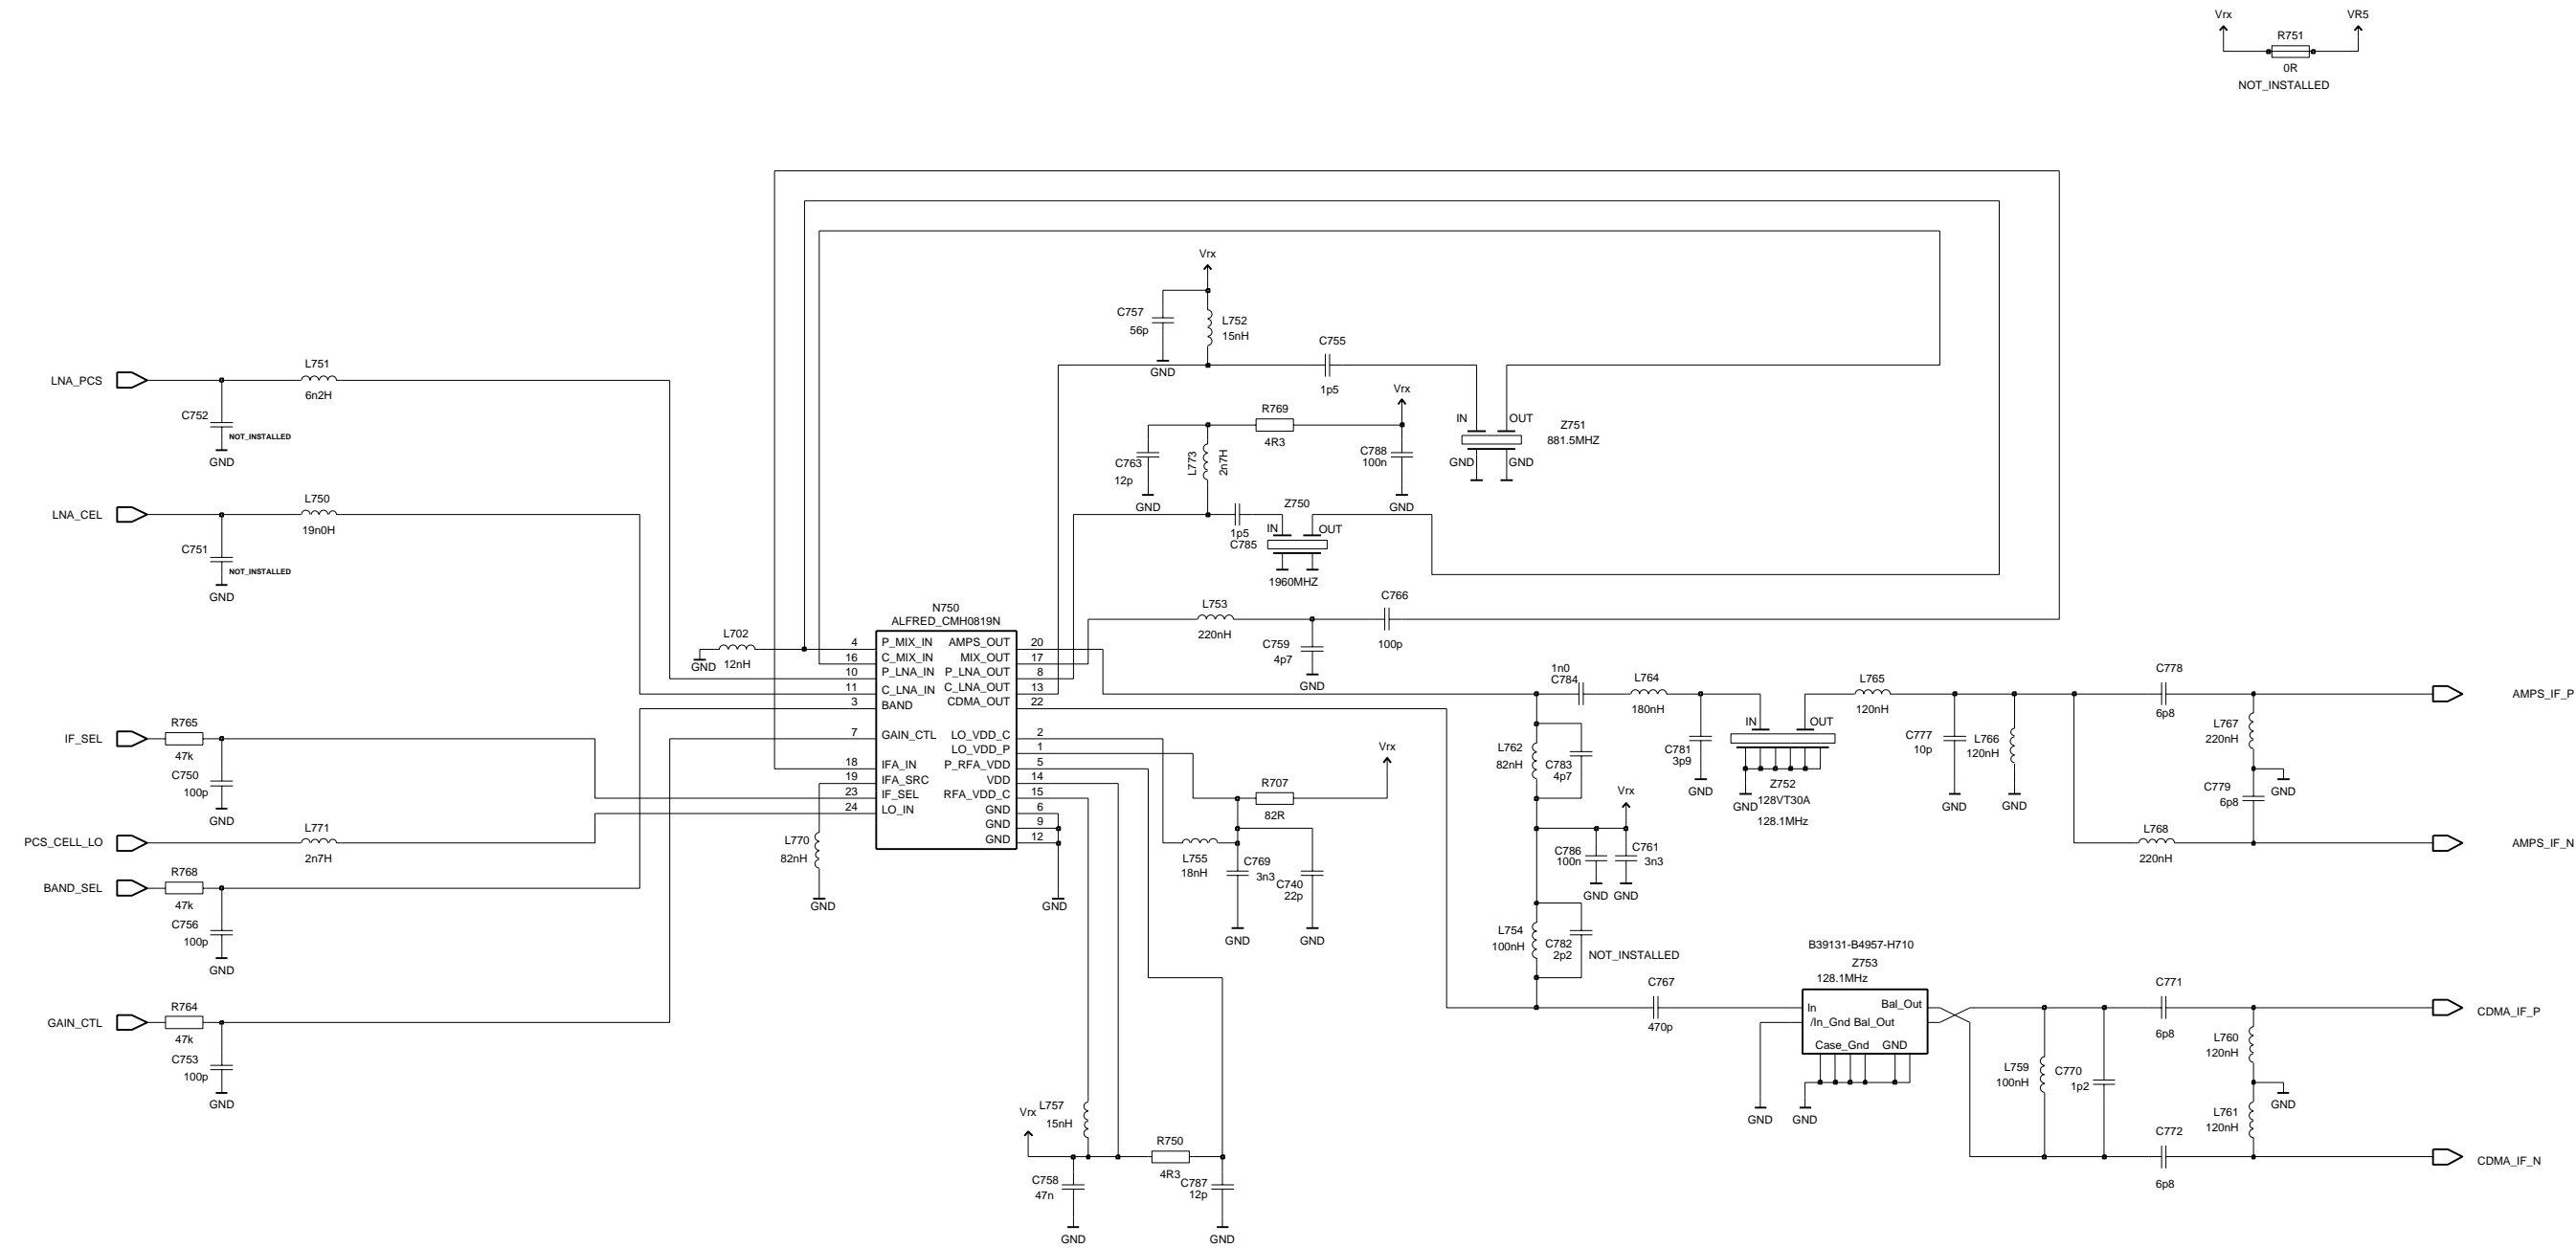 Vrx
VR5
R751
0R
NOT_INSTALLED
Vrx
C757
56p
L752
15nH
GND
C755
1p5
LNA_PCS
L751
6n2H
C752
NOT_INSTALLED
GND
Vrx
R769
4R3
C763
12p
L773
2n7H
C788
100n
GND
GND
IN
OUT
Z751
881.5MHZ
GND
GND
LNA_CEL
L750
19n0H
C751
NOT_INSTALLED
GND
Z750
IN
OUT
1p5
C785
1960MHZ
L753
220nH
C766
100p
C759
4p7
GND
N750
ALFRED_CMH0819N
L702
12nH
GND
4 P_MIX_IN AMPS_OUT 20
16 C_MIX_IN MIX_OUT 17
10 P_LNA_IN P_LNA_OUT 8
11 C_LNA_IN C_LNA_OUT 13
3 BAND CDMA_OUT 22
7 GAIN_CTL LO_VDD_C 2
LO_VDD_P 1
18 IFA_IN P_RFA_VDD 5
19 IFA_SRC VDD 14
23 IF_SEL RFA_VDD_C 15
24 LO_IN GND 6
GND 9
GND 12
IF_SEL
R765
47k
C750
100p
GND
PCS_CELL_LO
L771
2n7H
L770
82nH
GND
GND
BAND_SEL
R768
47k
C756
100p
GND
GAIN_CTL
R764
47k
C753
100p
GND
Vrx
R707
82R
L755
18nH
C769
3n3
C740
22p
GND
GND
1n0
C784
L764
180nH
L762
82nH
C783
4p7
C781
3p9
GND
IN
OUT
GND
Z752
128VT30A
128.1MHz
L765
120nH
C777
10p
GND
L766
120nH
GND
C778
6p8
L767
220nH
GND
C779
6p8
L768
220nH
AMPS_IF_P
AMPS_IF_N
Vrx
C786
100n
C761
3n3
GND
GND
L754
100nH
C782
2p2
NOT_INSTALLED
C767
470p
B39131-B4957-H710
Z753
128.1MHz
In
Bal_Out
/In_Gnd Bal_Out
Case_Gnd
GND
GND
GND
L759
100nH
C770
1p2
C771
6p8
L760
120nH
GND
L761
120nH
C772
6p8
CDMA_IF_P
CDMA_IF_N
Vrx
L757
15nH
R750
4R3
C758
47n
C787
12p
GND
GND